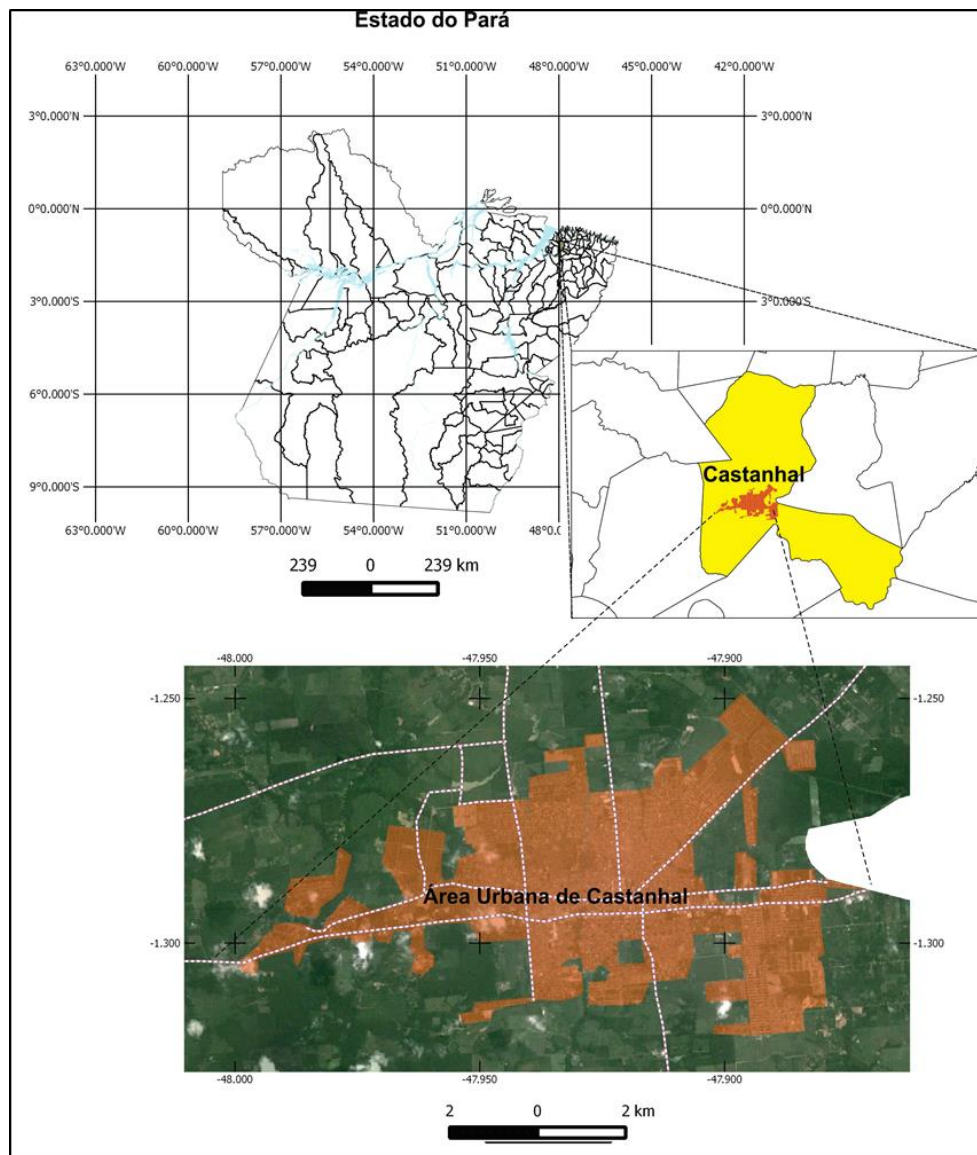 Estado do Pará
63°0.000'W 60°0.000'W 57°0.000'W 54°0.000'W 51°0.000'W 48°0.000'W 45°0.000'W 42°0.000'W
3°0.000'N 3°0.000'N
0°0.000'N 0°0.000'N
3°0.000'S 3°0.000'S
6°0.000'S
9°0.000'S
63°0.000'W 60°0.000'W 57°0.000'W 54°0.000'W 51°0.000'W 48°0
239 0 239 km
Castanhal
-48.000 -47.950 -47.900
-1.250 -1.250
Área Urbana de Castanhal
-1.300 -1.300
-48.000 -47.950 -47.900
2 0 2 km